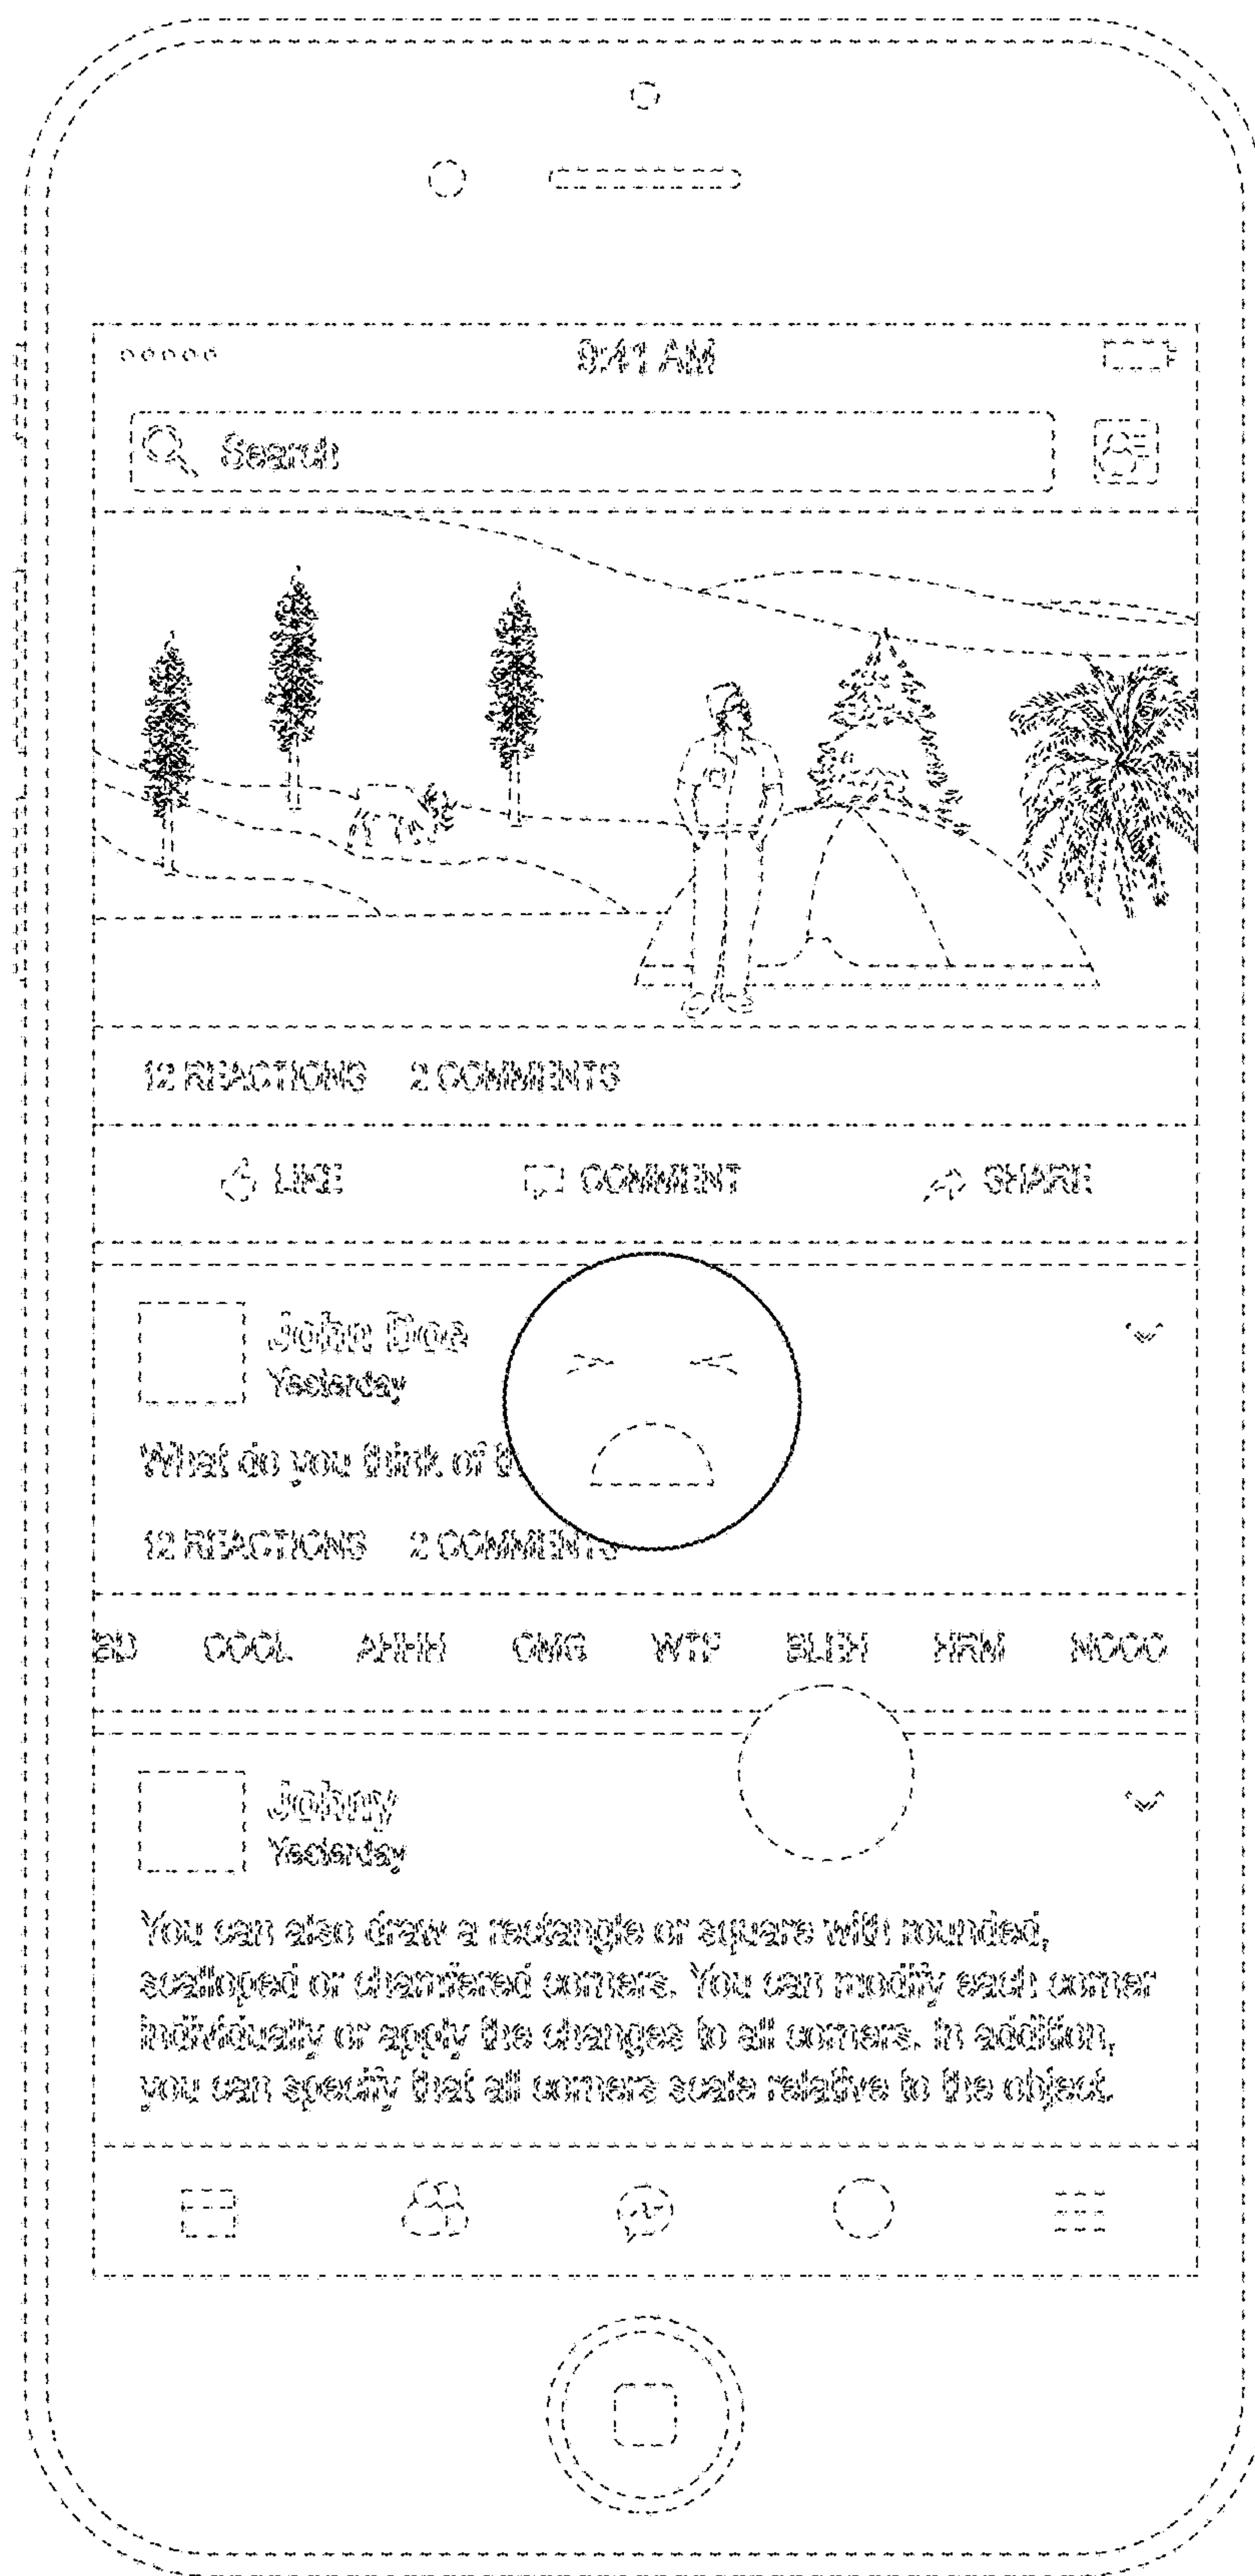 9:41 AM
Search
12 REACTIONS 2 COMMENTS
LIKE COMMENT SHARE
John Doe
Yesterday
What do you think of th
12 REACTIONS 2 COMMENTS
COOL AHHH OMG WTF BLEH HRM NOOO
Johny
Yesterday
You can also draw a rectangle or square with rounded,
scalloped or chamfered corners. You can modify each corner
individually or apply the changes to all corners. In addition,
you can specify that all corners scale relative to the object.